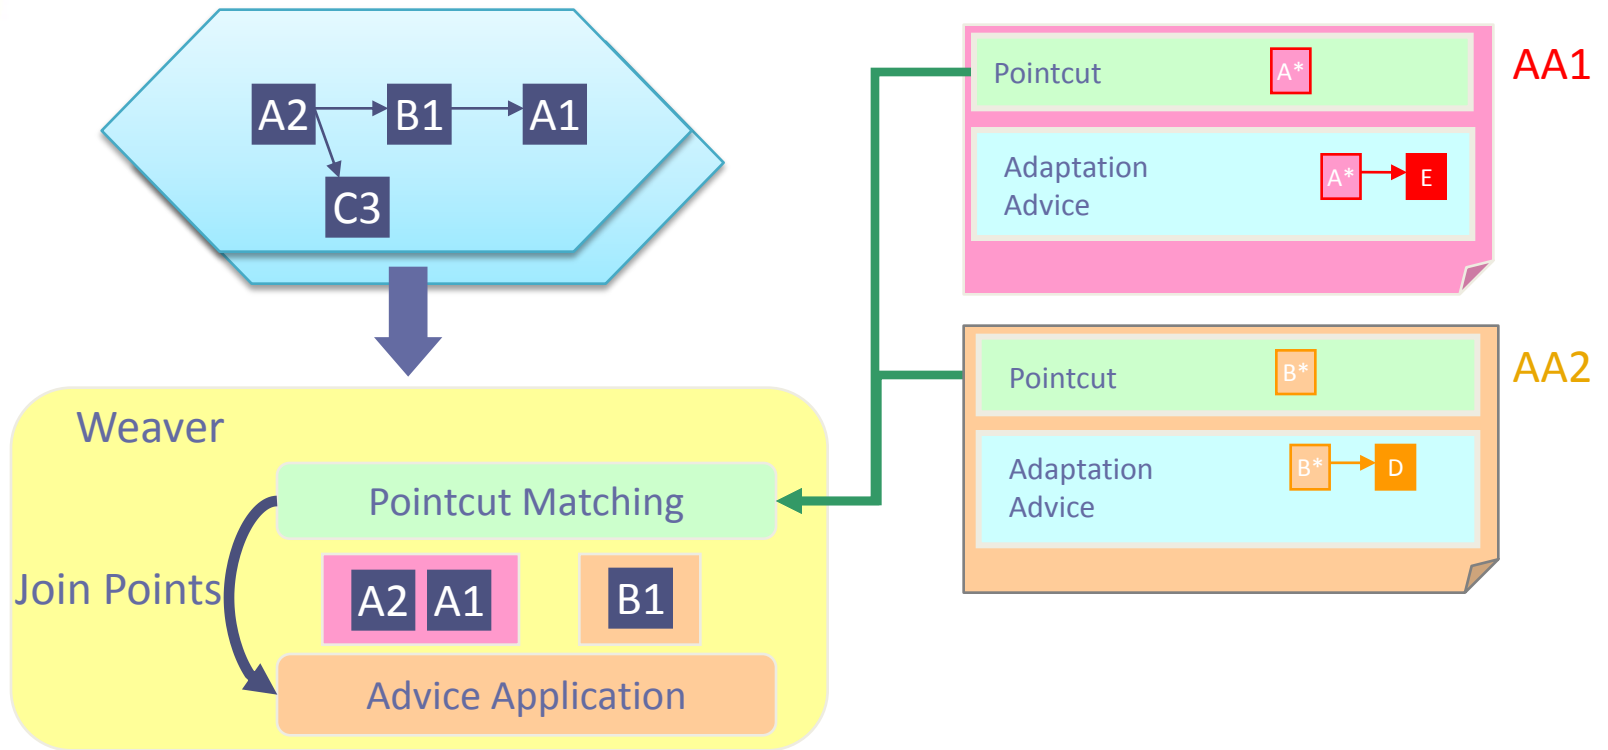 A2 B1 A1
C3
Weaver
Pointcut Matching
Join Points
A2 A1 B1
Advice Application
Pointcut A*
AA1
Adaptation
Advice
A* E
Pointcut B*
AA2
Adaptation
Advice
B* D